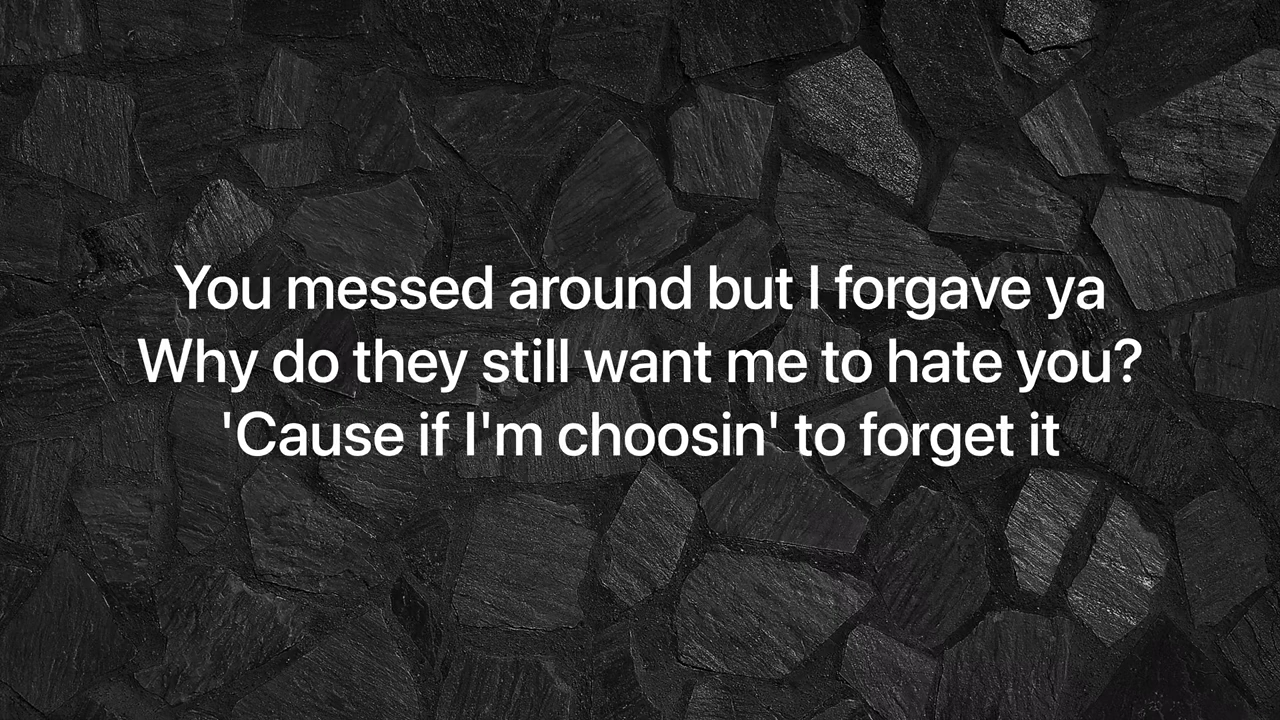 You messed around but I forgave ya
Why do they still want me to hate you?
'Cause if I'm choosin' to forget it